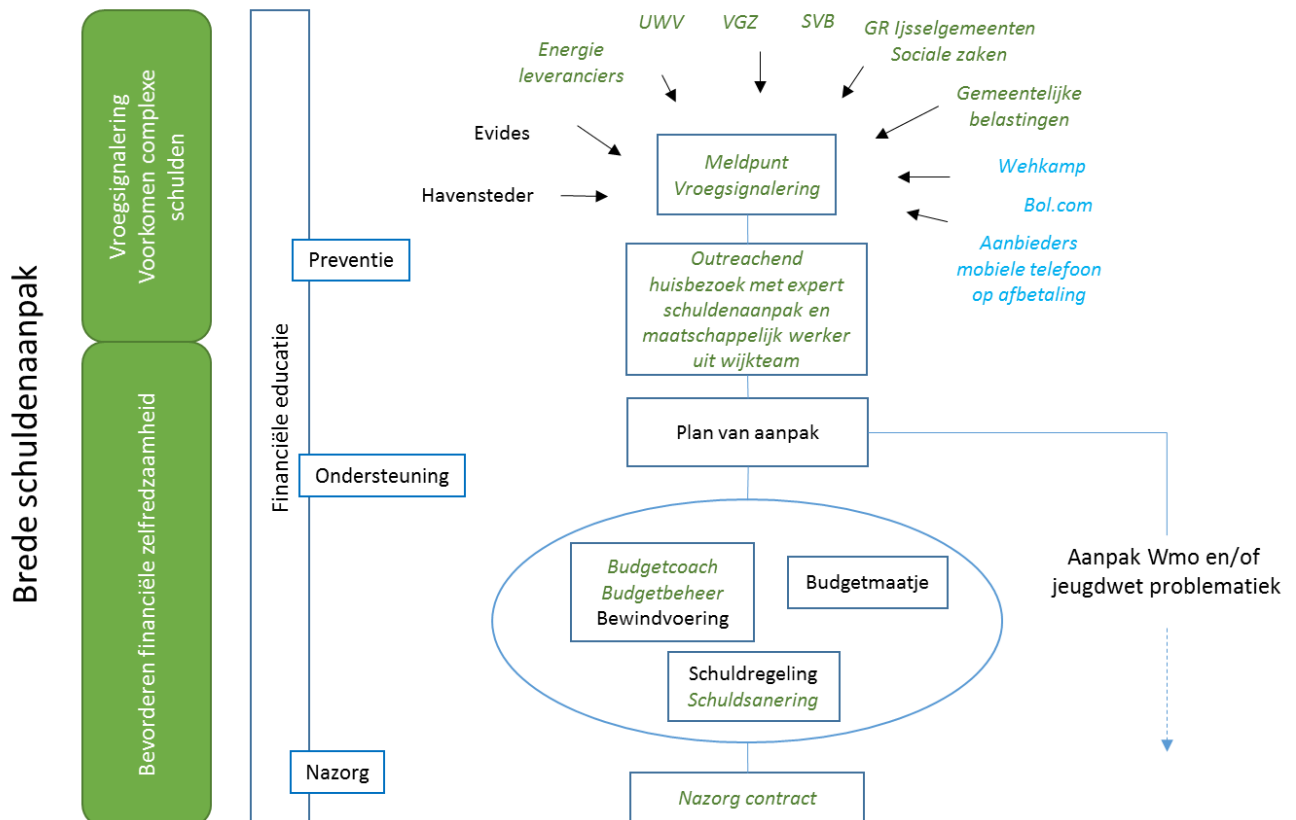 Brede schuldenaanpak
Vroegsignalering
Voorkomen complexe
schulden
Bevorderen financiële zelfredzaamheid
Financiële educatie
Preventie
Ondersteuning
Nazorg
UWV
VGZ
SVB
GR Ijsselgemeenten
Sociale zaken
Energie
leveranciers
Gemeentelijke
belastingen
Evides
Havensteder
Wehkamp
Bol.com
Aanbieders
mobiele telefoon
op afbetaling
Meldpunt
Vroegsignalering
Outreachend
huisbezoek met expert
schuldenaanpak en
maatschappelijk werker
uit wijkteam
Plan van aanpak
Budgetcoach
Budgetbeheer
Bewindvoering
Budgetmaatje
Schuldregeling
Schuldsanering
Aanpak Wmo en/of
jeugdwet problematiek
Nazorg contract